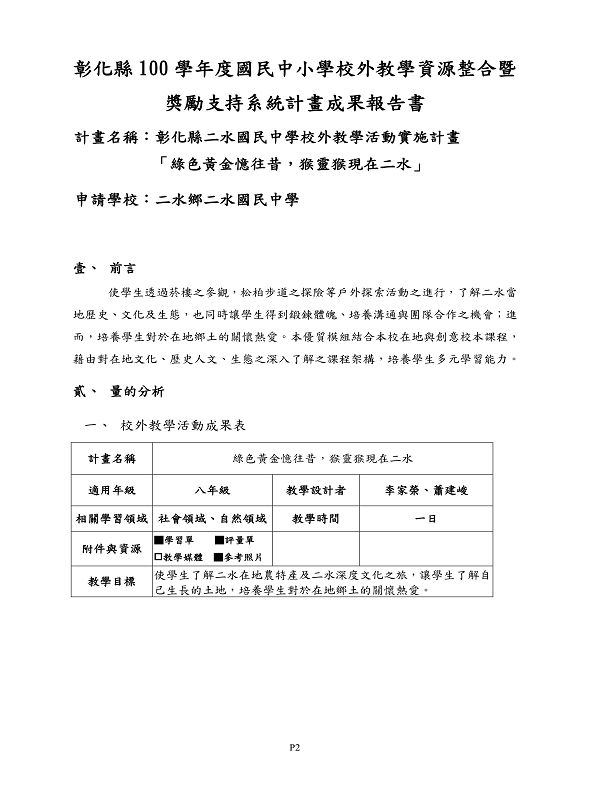 彰化縣 100 學年度國民中小學校外教學資源整合暨
獎勵支持系統計畫成果報告書
計畫名稱：彰化縣二水國民中學校外教學活動實施計畫
「綠色黃金憶往昔，猴靈猴現在二水」
申請學校：二水鄉二水國民中學
壹、 前言
使學生透過菸樓之參觀，松柏步道之探險等戶外探索活動之進行，了解二水當
地歷史、文化及生態，也同時讓學生得到鍛鍊體魄、培養溝通與團隊合作之機會；進
而，培養學生對於在地鄉土的關懷熱愛。本優質模組結合本校在地與創意校本課程，
藉由對在地文化、歷史人文、生態之深入了解之課程架構，培養學生多元學習能力。
貳、 量的分析
一、 校外教學活動成果表
計畫名稱 綠色黃金憶往昔，猴靈猴現在二水
適用年級 八年級 教學設計者 李家榮、蕭建峻
相關學習領域 社會領域、自然領域 教學時間 一日
附件與資源 ■學習單 ■評量單
□教學媒體 ■參考照片
教學目標 使學生了解二水在地農特產及二水深度文化之旅，讓學生了解自
己生長的土地，培養學生對於在地鄉土的關懷熱愛。
P2